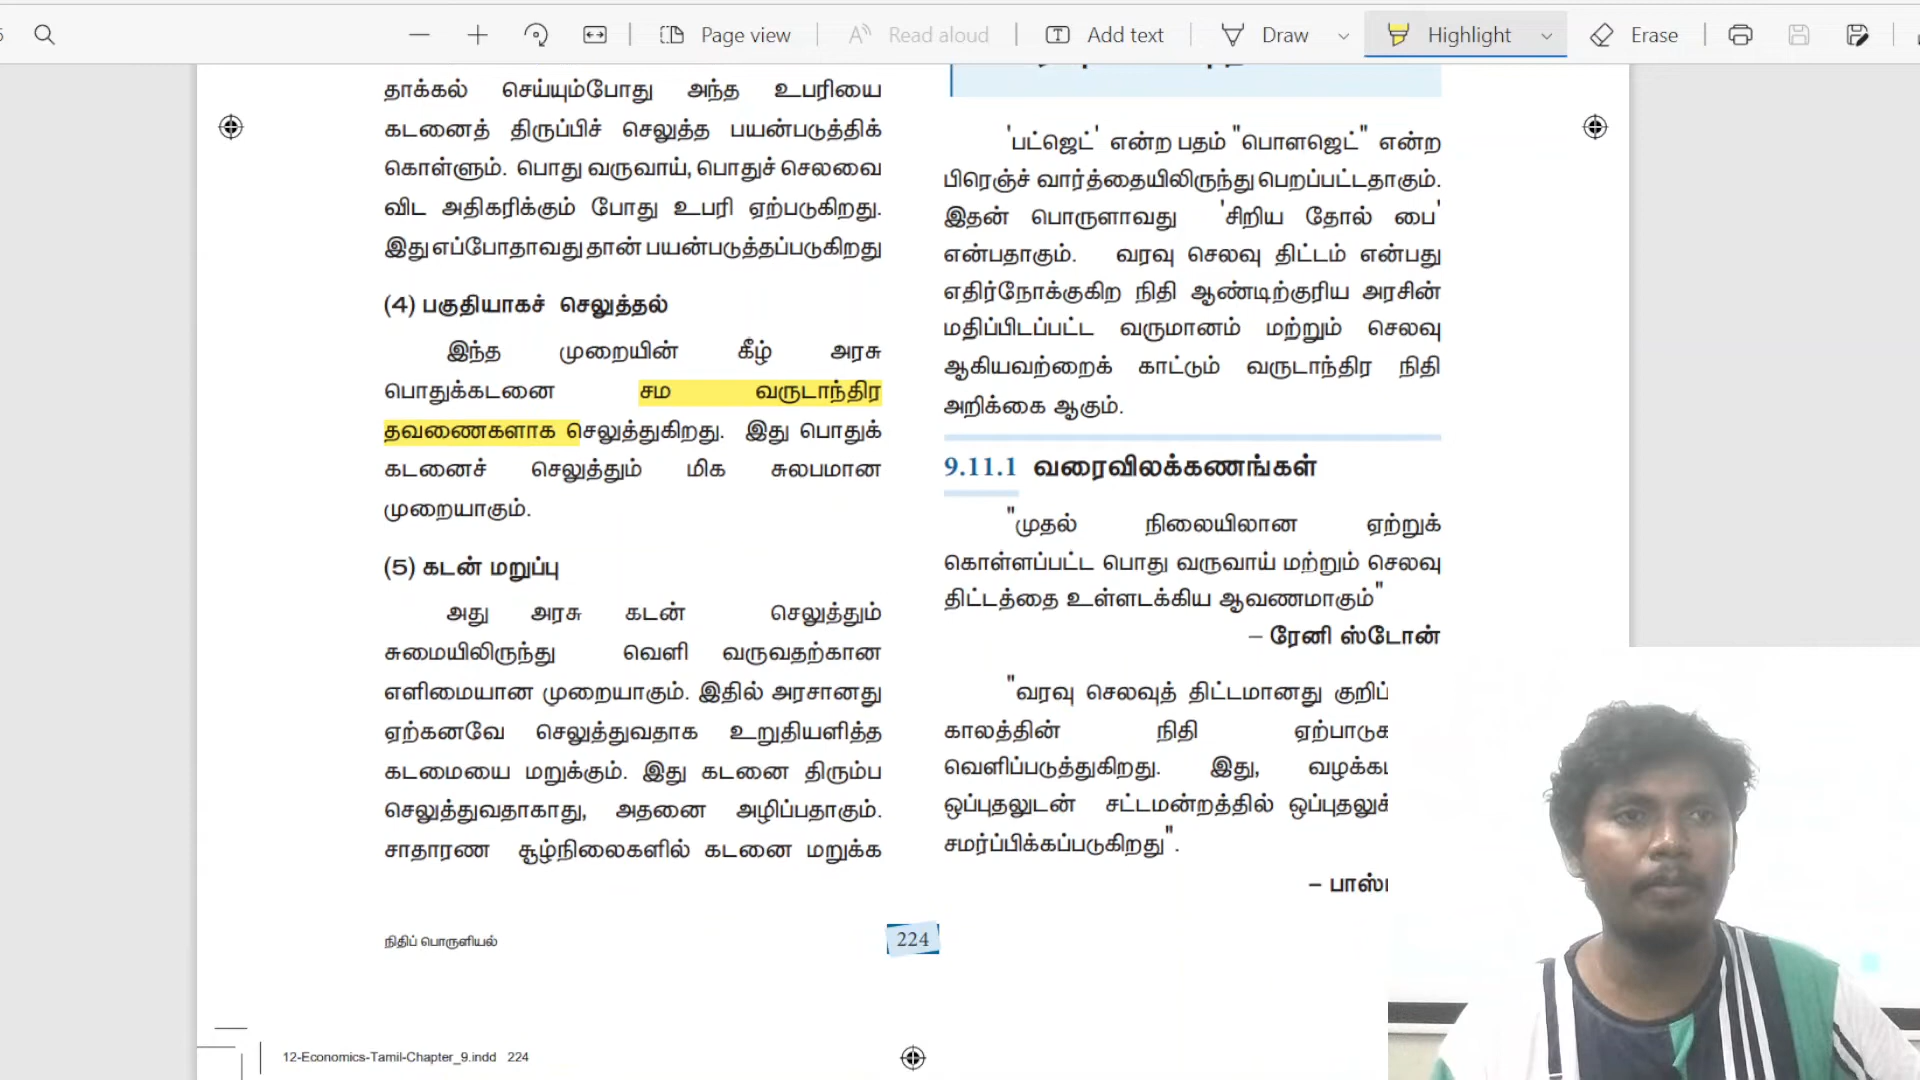 Page view
Read aloud
Add text
Draw
Highlight
Erase
தாக்கல் செய்யும்போது அந்த உபரியை
கடனைத் திருப்பிச் செலுத்த பயன்படுத்திக்
கொள்ளும். பொது வருவாய், பொதுச் செலவை
விட அதிகரிக்கும் போது உபரி ஏற்படுகிறது.
இது எப்போதாவது தான் பயன்படுத்தப்படுகிறது
(4) பகுதியாகச் செலுத்தல்
இந்த முறையின் கீழ் அரசு
பொதுக்கடனை சம வருடாந்திர
தவணைகளாக செலுத்துகிறது. இது பொதுக்
கடனைச் செலுத்தும் மிக சுலபமான
முறையாகும்.
(5) கடன் மறுப்பு
அது அரசு கடன் செலுத்தும்
சுமையிலிருந்து வெளி வருவதற்கான
எளிமையான முறையாகும். இதில் அரசானது
ஏற்கனவே செலுத்துவதாக உறுதியளித்த
கடமையை மறுக்கும். இது கடனை திரும்ப
செலுத்துவதாகாது, அதனை அழிப்பதாகும்.
சாதாரண சூழ்நிலைகளில் கடனை மறுக்க
'பட்ஜெட்' என்ற பதம் "பௌஜெட்" என்ற
பிரெஞ்ச் வார்த்தையிலிருந்து பெறப்பட்டதாகும்.
இதன் பொருளாவது 'சிறிய தோல் பை'
என்பதாகும். வரவு செலவு திட்டம் என்பது
எதிர்நோக்குகிற நிதி ஆண்டிற்குரிய அரசின்
மதிப்பிடப்பட்ட வருமானம் மற்றும் செலவு
ஆகியவற்றைக் காட்டும் வருடாந்திர நிதி
அறிக்கை ஆகும்.
9.11.1 வரைவிலக்கணங்கள்
"முதல் நிலையிலான ஏற்றுக்
கொள்ளப்பட்ட பொது வருவாய் மற்றும் செலவு
திட்டத்தை உள்ளடக்கிய ஆவணமாகும்"
– ரேனி ஸ்டோன்
"வரவு செலவுத் திட்டமானது
காலத்தின் நிதி
வெளிப்படுத்துகிறது. இது,
ஒப்புதலுடன் சட்டமன்றத்தில்
சமர்ப்பிக்கப்படுகிறது".
நிதிப் பொருளியல்
224
12-Economics-Tamil-Chapter_9.indd 224